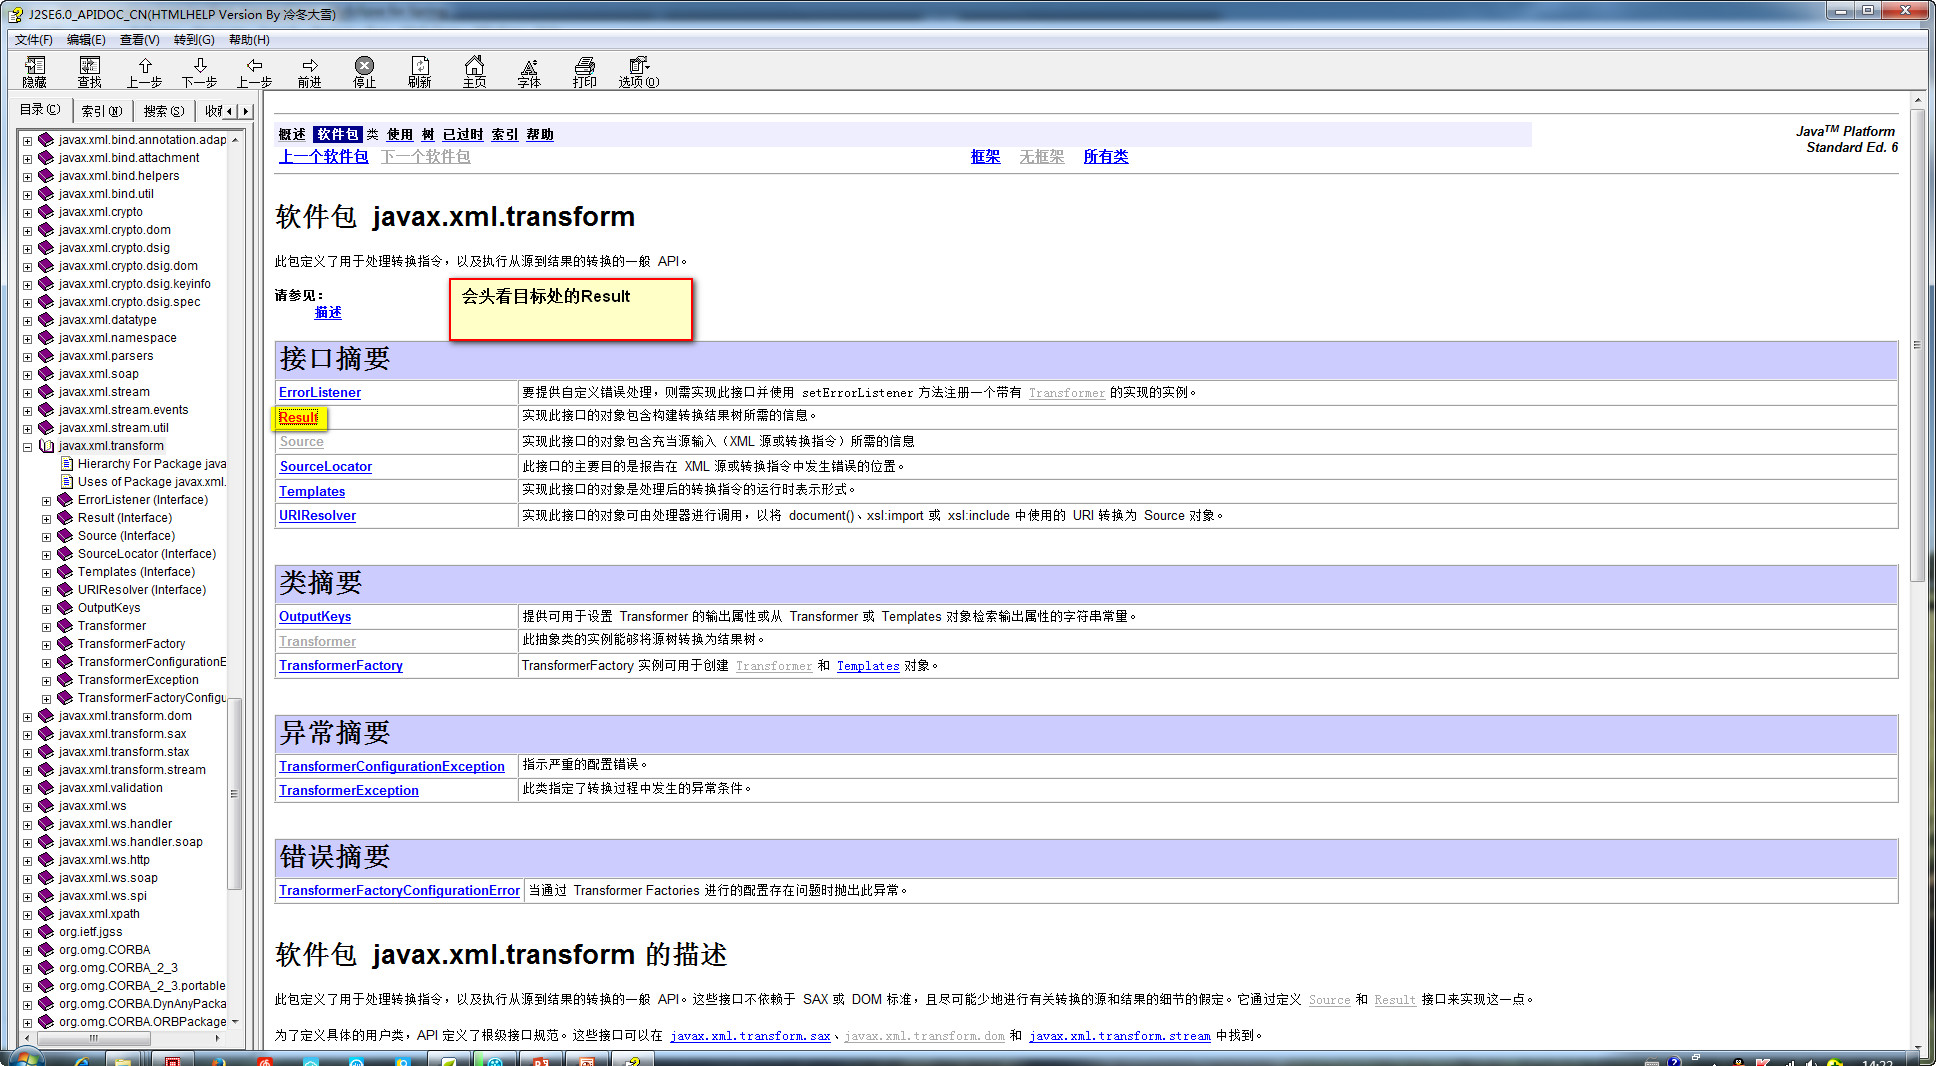 J2SE6.0_APIDOC_CN(HTMLHELP Version By 冷冬大雪)
文件(F) 编辑(E) 查看(V) 转到(G) 帮助(H)
隐藏 查找 上一步 下一步 上一步 前进 停止 刷新 主页 字体 打印 选项(O)
目录(C) 索引(N) 搜索(S)
javax.xml.bind.annotation.adap
javax.xml.bind.attachment
javax.xml.bind.helpers
javax.xml.bind.util
javax.xml.crypto
javax.xml.crypto.dom
javax.xml.crypto.dsig
javax.xml.crypto.dsig.dom
javax.xml.crypto.dsig.keyinfo
javax.xml.crypto.dsig.spec
javax.xml.datatype
javax.xml.namespace
javax.xml.parsers
javax.xml.soap
javax.xml.stream
javax.xml.stream.events
javax.xml.stream.util
javax.xml.transform
Hierarchy For Package java
Uses of Package javax.xml.
ErrorListener (Interface)
Result (Interface)
Source (Interface)
SourceLocator (Interface)
Templates (Interface)
URIResolver (Interface)
OutputKeys
Transformer
TransformerFactory
TransformerConfigurationE
TransformerException
TransformerFactoryConfigu
javax.xml.transform.dom
javax.xml.transform.sax
javax.xml.transform.stax
javax.xml.transform.stream
javax.xml.validation
javax.xml.ws
javax.xml.ws.handler
javax.xml.ws.handler.soap
javax.xml.ws.http
javax.xml.ws.soap
javax.xml.ws.spi
javax.xml.xpath
org.ietf.jgss
org.omg.CORBA
org.omg.CORBA_2_3
org.omg.CORBA_2_3.portable
org.omg.CORBA.DynAnyPacka
org.omg.CORBA.ORBPackage
概述 软件包 类 使用 树 已过时 索引 帮助
上一个软件包 下一个软件包 框架 无框架 所有类
Java™ Platform
Standard Ed. 6
软件包 javax.xml.transform
此包定义了用于处理转换指令，以及执行从源到结果的转换的一般 API。
请参见：
描述
会头看目标处的Result
接口摘要
ErrorListener 要提供自定义错误处理，则需实现此接口并使用 setErrorListener 方法注册一个带有 Transformer 的实现的实例。
Result 实现此接口的对象包含构建转换结果树所需的信息。
Source 实现此接口的对象包含充当源输入（XML 源或转换指令）所需的信息
SourceLocator 此接口的主要目的是报告在 XML 源或转换指令中发生错误的位置。
Templates 实现此接口的对象是处理后的转换指令的运行时表示形式。
URIResolver 实现此接口的对象可由处理器进行调用，以将 document()、xsl:import 或 xsl:include 中使用的 URI 转换为 Source 对象。
类摘要
OutputKeys 提供可用于设置 Transformer 的输出属性或从 Transformer 或 Templates 对象检索输出属性的字符串常量。
Transformer 此抽象类的实例能够将源树转换为结果树。
TransformerFactory TransformerFactory 实例可用于创建 Transformer 和 Templates 对象。
异常摘要
TransformerConfigurationException 指示严重的配置错误。
TransformerException 此类指定了转换过程中发生的异常条件。
错误摘要
TransformerFactoryConfigurationError 当通过 Transformer Factories 进行的配置存在问题时抛出此异常。
软件包 javax.xml.transform 的描述
此包定义了用于处理转换指令，以及执行从源到结果的转换的一般 API。这些接口不依赖于 SAX 或 DOM 标准，且尽可能少地进行有关转换的源和结果的细节的假定。它通过定义 Source 和 Result 接口来实现这一点。
为了定义具体的用户类，API 定义了根级接口规范。这些接口可以在 javax.xml.transform.sax、javax.xml.transform.dom 和 javax.xml.transform.stream 中找到。